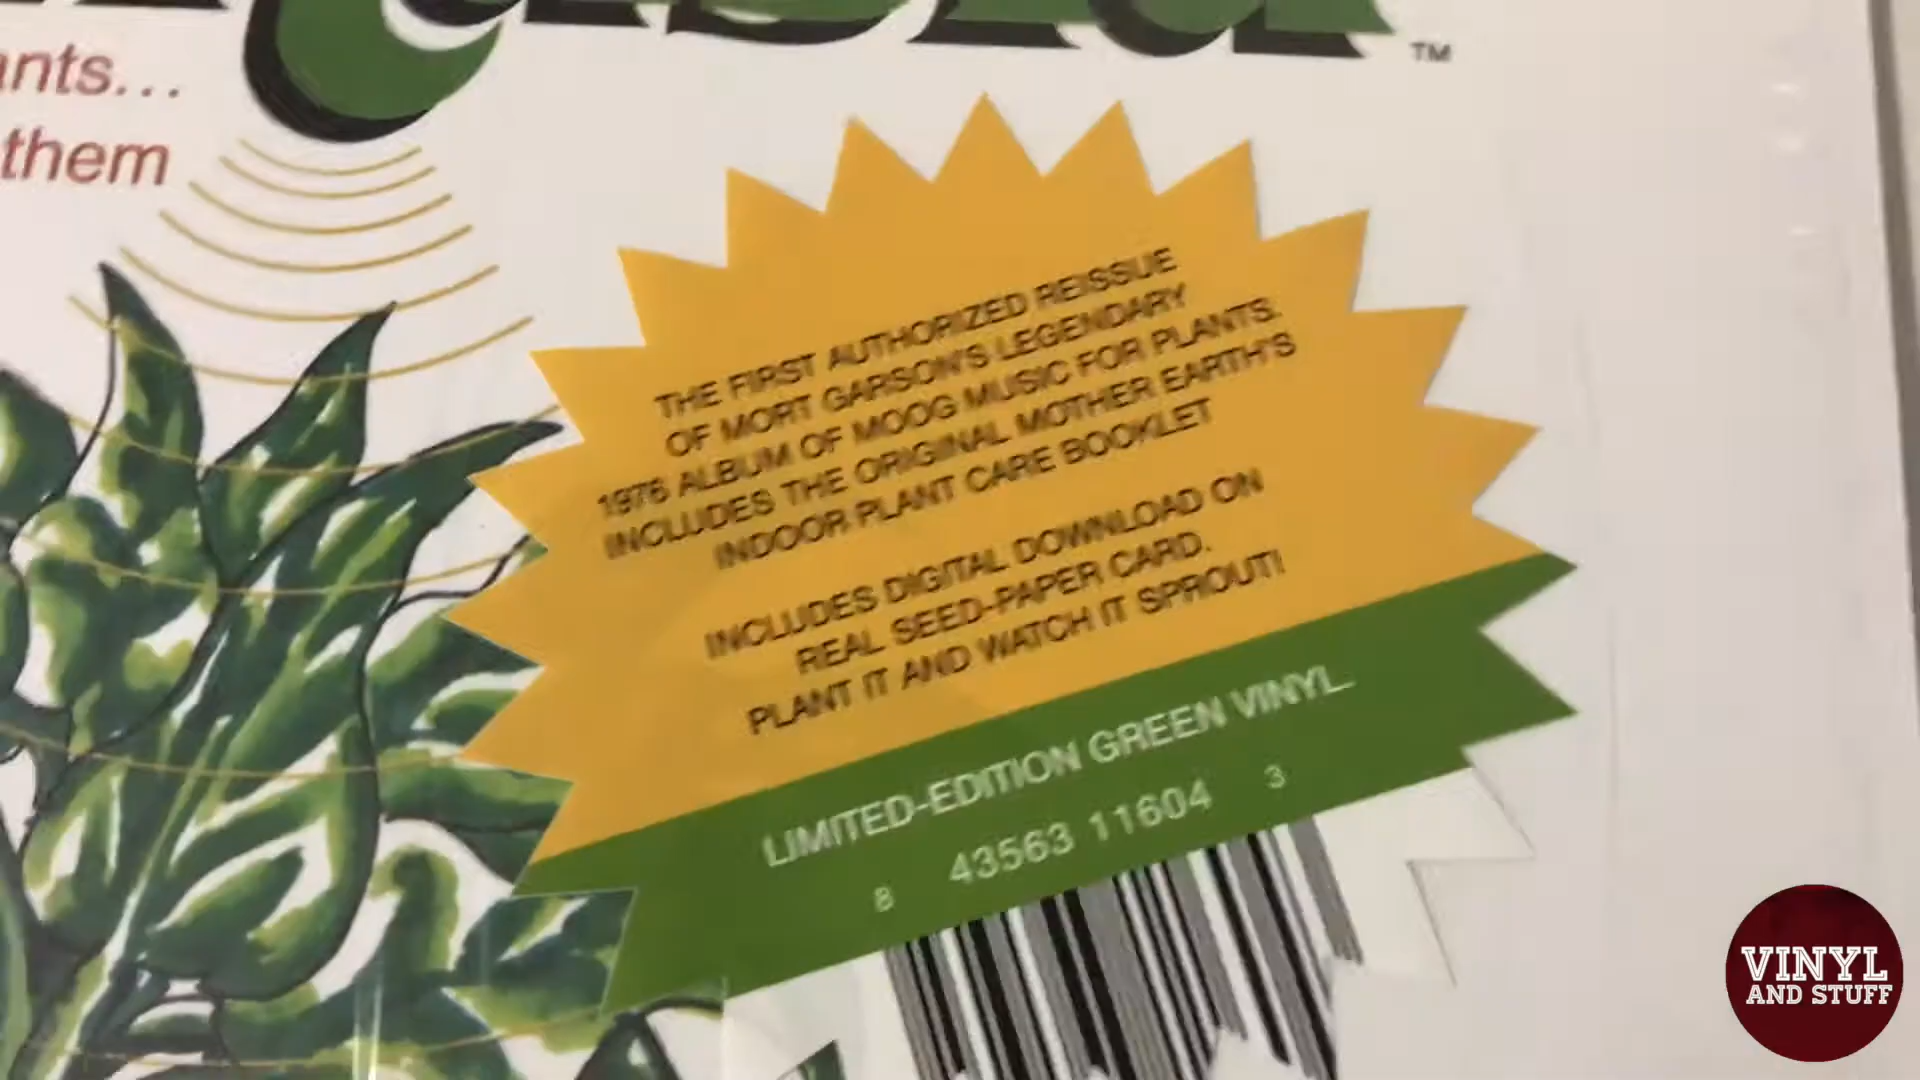 ants...
them
TM
THE FIRST AUTHORIZED REISSUE
OF MORT GARSON'S LEGENDARY
1976 ALBUM OF MOOG MUSIC FOR PLANTS.
INCLUDES THE ORIGINAL MOTHER EARTH'S
INDOOR PLANT CARE BOOKLET
INCLUDES DIGITAL DOWNLOAD ON
REAL SEED-PAPER CARD.
PLANT IT AND WATCH IT SPROUT!
LIMITED-EDITION GREEN VINYL.
8 43563 11604 3
VINYL
AND STUFF